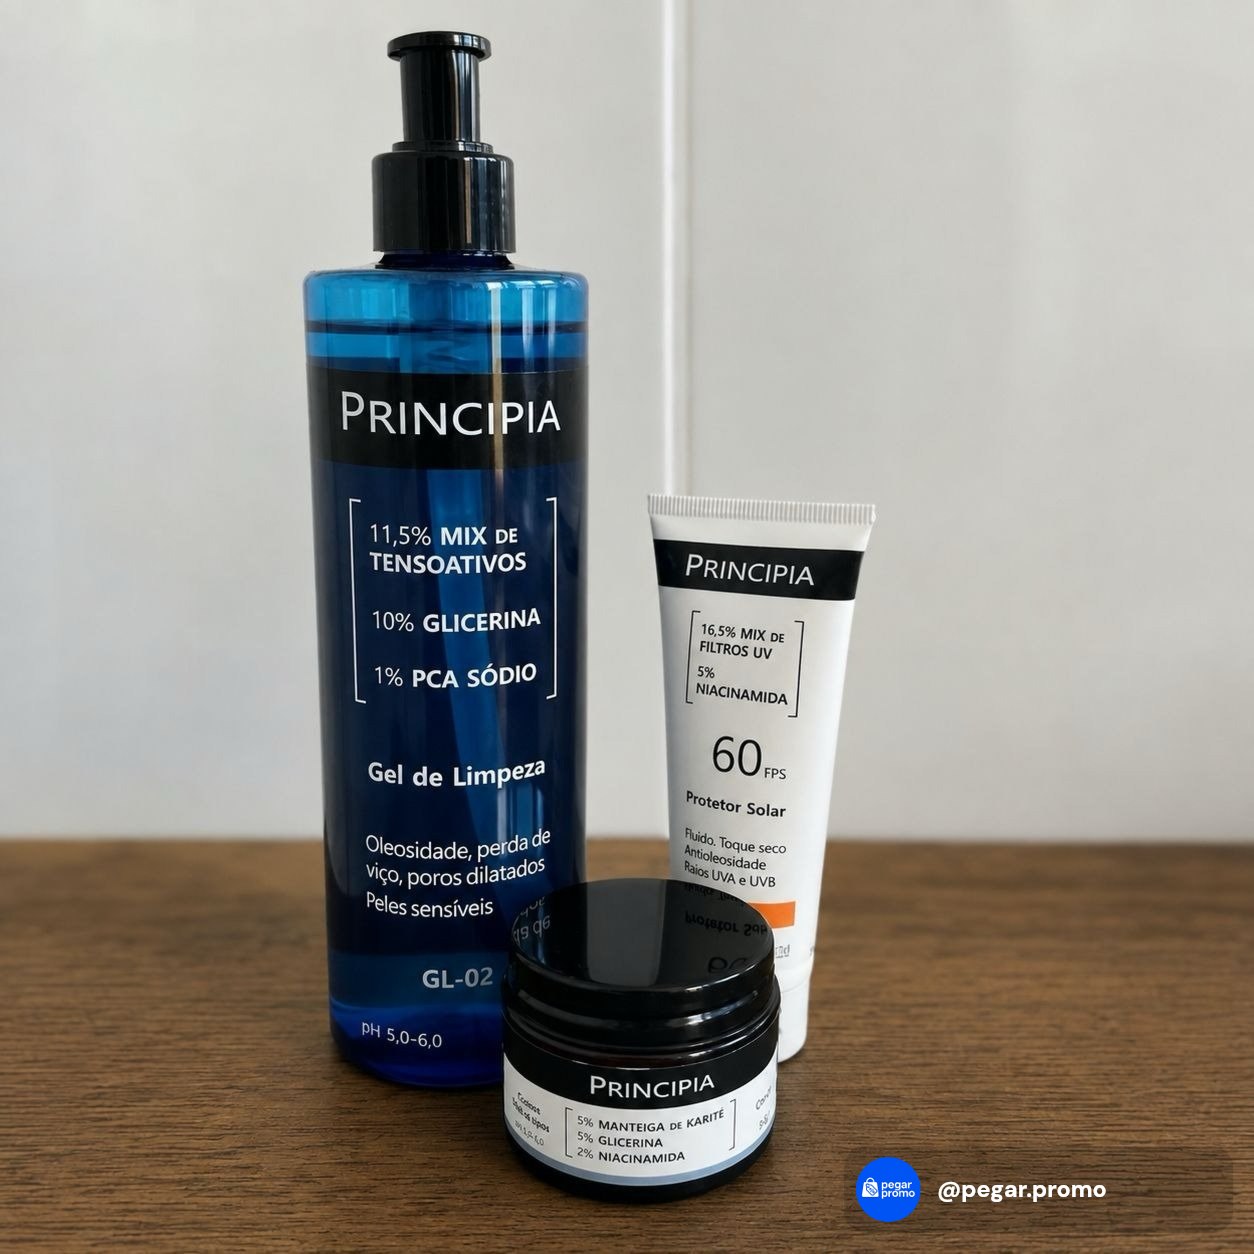 PRINCIPIA
11,5% MIX DE
TENSOATIVOS
10% GLICERINA
1% PCA SÓDIO
Gel de Limpeza
Oleosidade, perda de
viço, poros dilatados
Peles sensíveis
GL-02
pH 5,0-6,0
PRINCIPIA
16,5% MIX DE
FILTROS UV
5%
NIACINAMIDA
60 FPS
Protetor Solar
Fluido. Toque seco
Antioleosidade
Raios UVA e UVB
PRINCIPIA
5% MANTEIGA DE KARITÉ
5% GLICERINA
2% NIACINAMIDA
pegar
promo
@pegar.promo